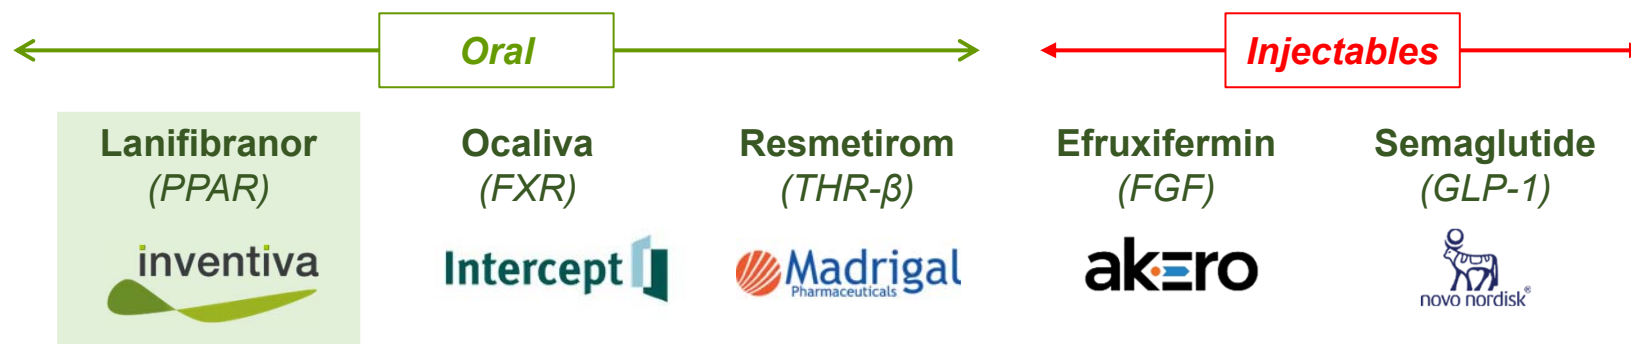 Oral
Injectables
Lanifibranor
(PPAR)
inventiva
Ocaliva
(FXR)
Intercept
Resmetirom
(THR-β)
Madrigal
Pharmaceuticals
Efruxifermin
(FGF)
akero
Semaglutide
(GLP-1)
novo nordisk®